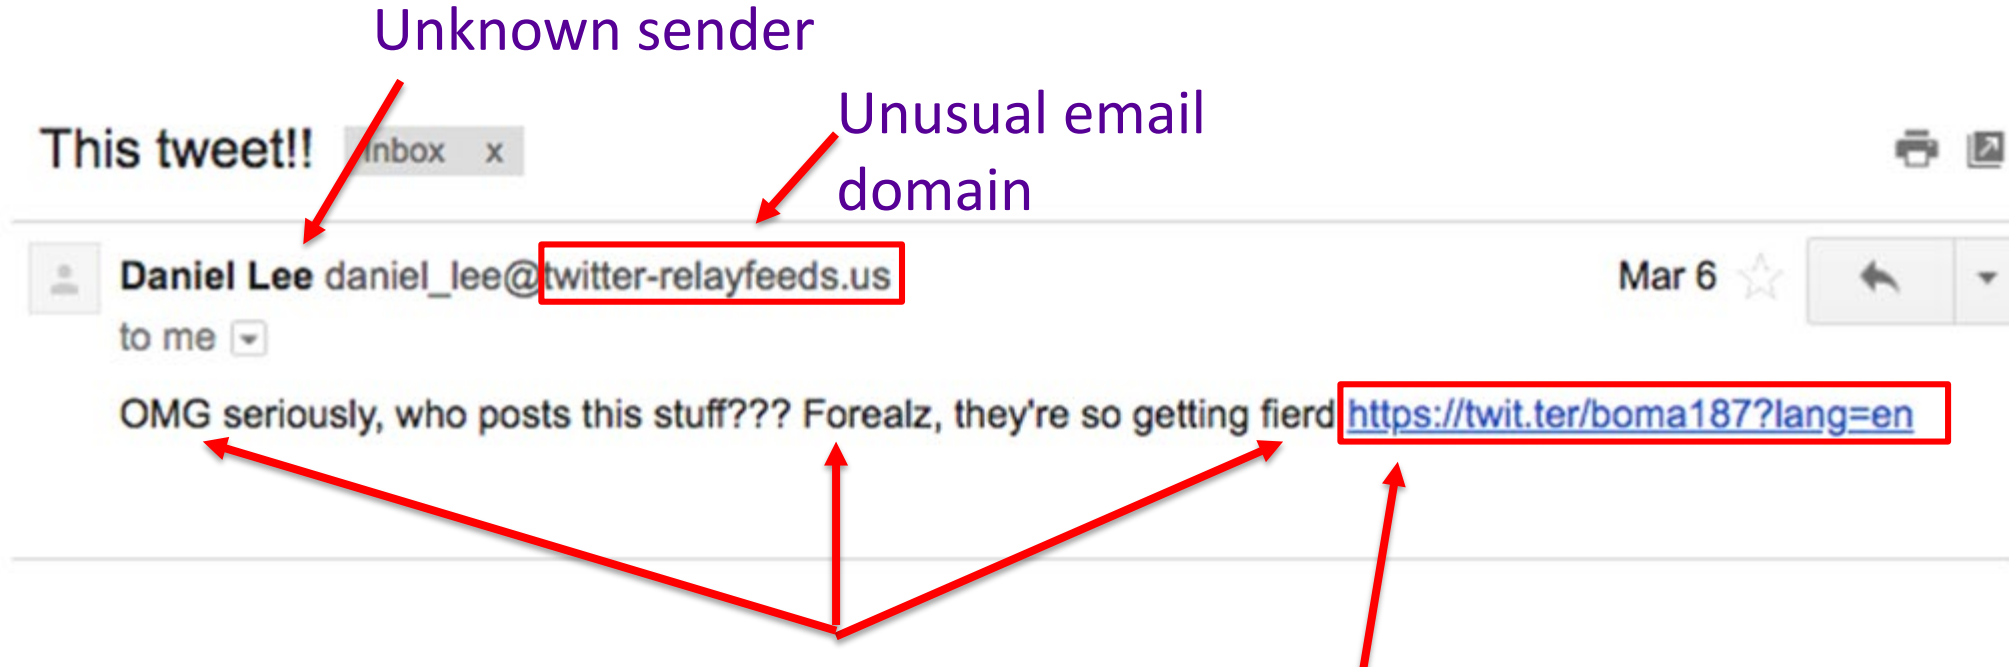 Unknown sender
Unusual email
domain
This tweet!! Inbox x
Daniel Lee daniel_lee@twitter-relayfeeds.us Mar 6
to me
OMG seriously, who posts this stuff??? Forealz, they're so getting fierd https://twit.ter/boma187?lang=en